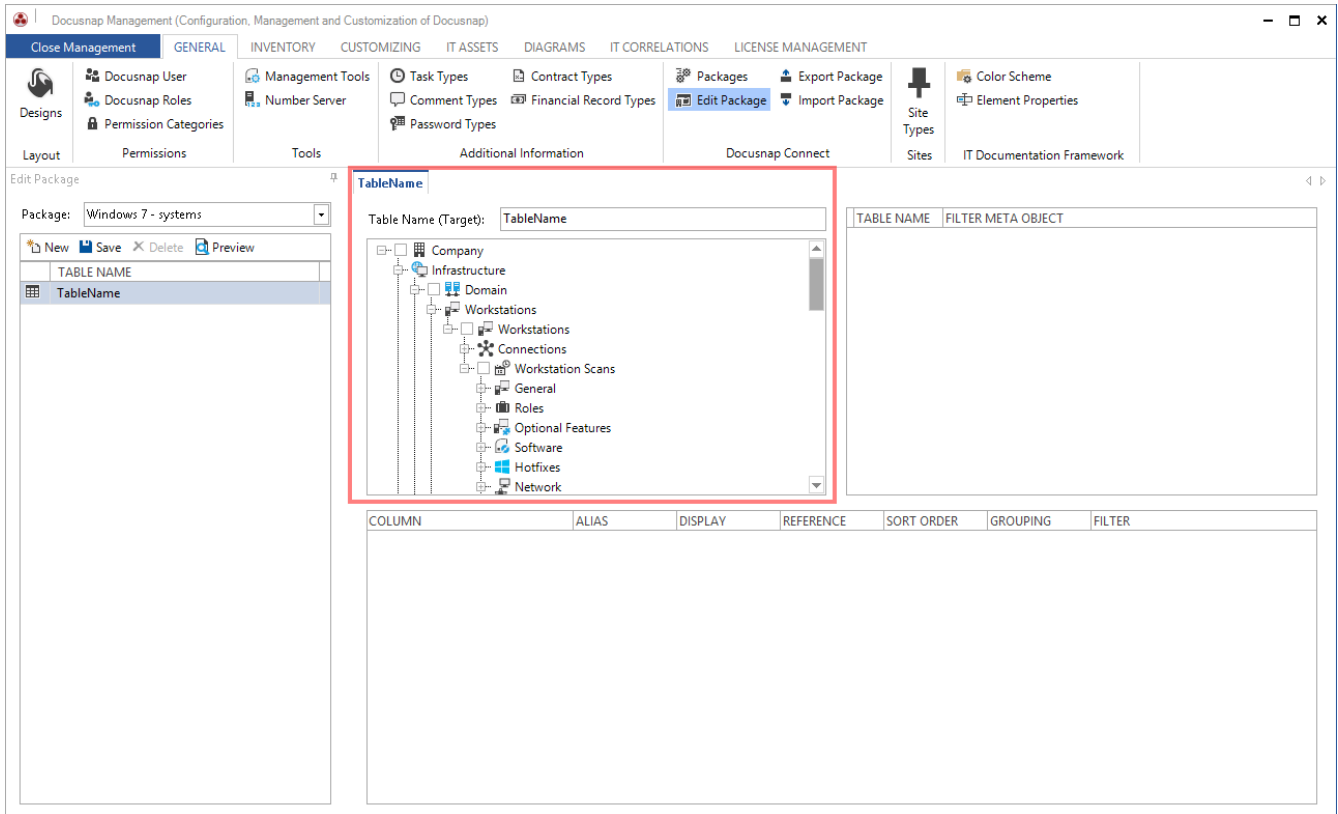 Docusnap Management (Configuration, Management and Customization of Docusnap)
Close Management GENERAL INVENTORY CUSTOMIZING IT ASSETS DIAGRAMS IT CORRELATIONS LICENSE MANAGEMENT
Docusnap User Management Tools Task Types Contract Types Packages Export Package Color Scheme
Designs Docusnap Roles Number Server Comment Types Financial Record Types Edit Package Import Package Site Types Element Properties
Permission Categories Password Types
Layout Permissions Tools Additional Information Docusnap Connect Sites IT Documentation Framework
Edit Package
TableName
Package: Windows 7 - systems
Table Name (Target): TableName
TABLE NAME FILTER META OBJECT
New Save Delete Preview
TABLE NAME
TableName
Company
Infrastructure
Domain
Workstations
Workstations
Connections
Workstation Scans
General
Roles
Optional Features
Software
Hotfixes
Network
COLUMN ALIAS DISPLAY REFERENCE SORT ORDER GROUPING FILTER